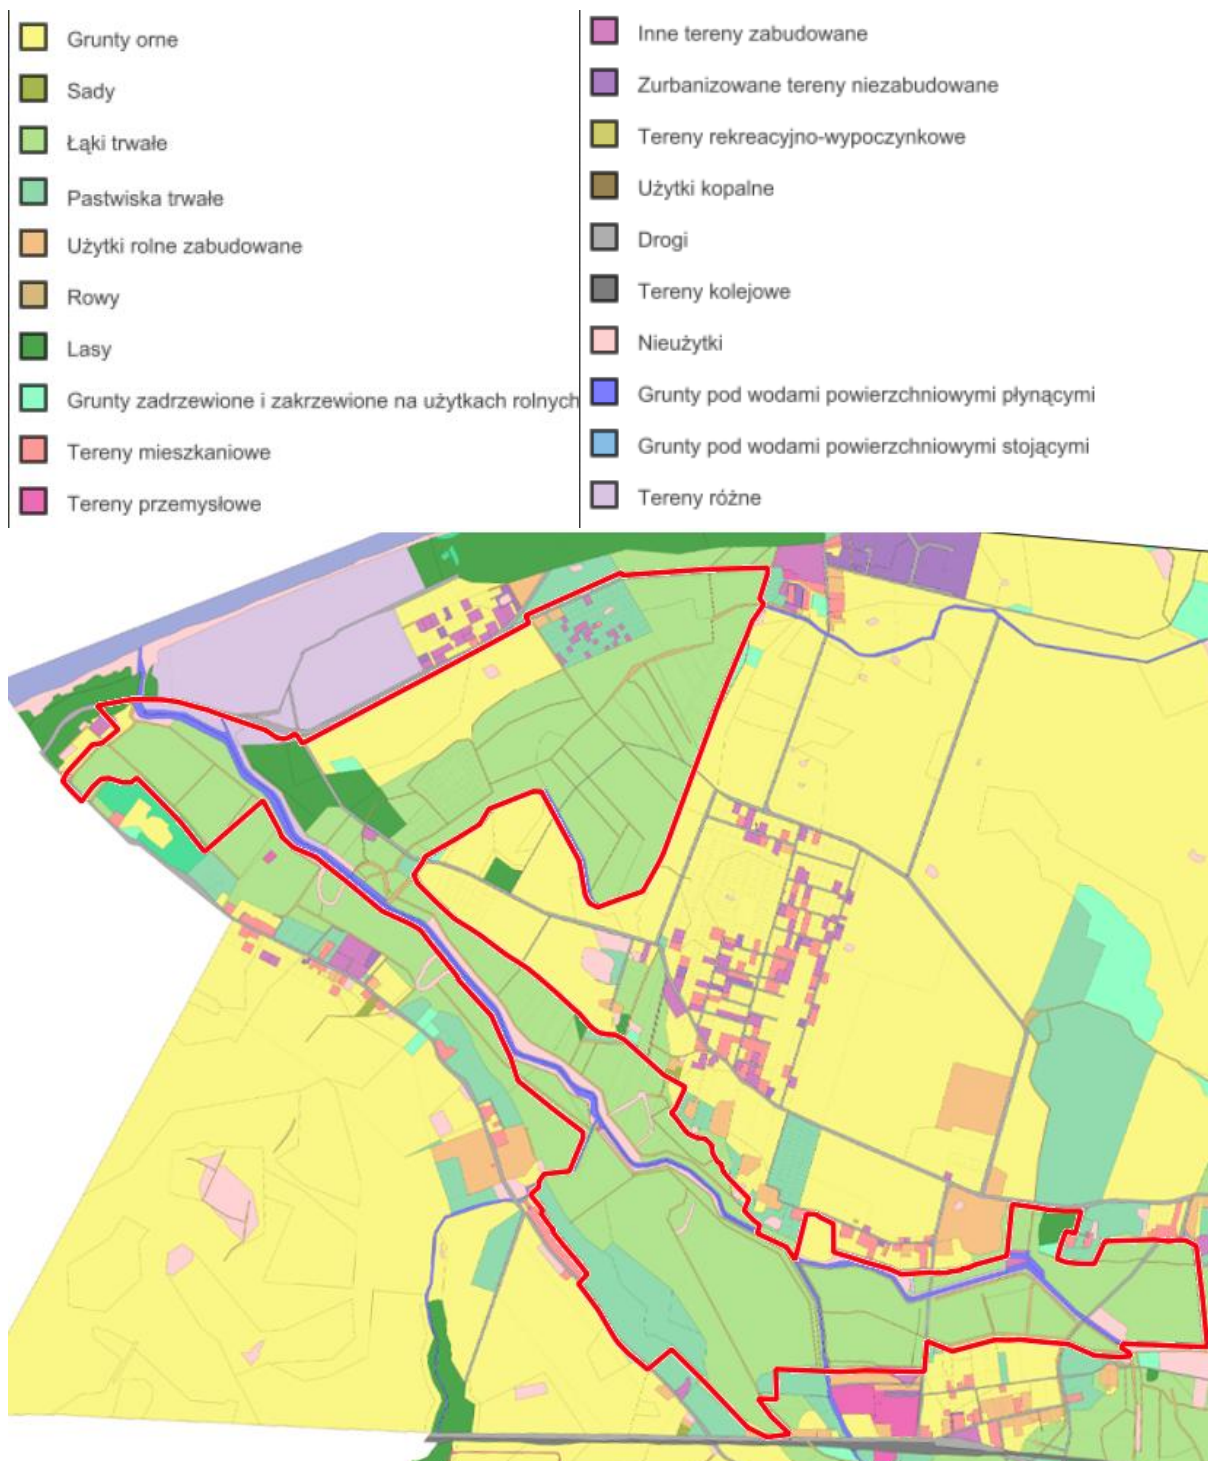 Grunty orne
Sady
Łąki trwałe
Pastwiska trwałe
Użytki rolne zabudowane
Rowy
Lasy
Grunty zadrzewione i zakrzewione na użytkach rolnych
Tereny mieszkaniowe
Tereny przemysłowe
Inne tereny zabudowane
Zurbanizowane tereny niezabudowane
Tereny rekreacyjno-wypoczynkowe
Użytki kopalne
Drogi
Tereny kolejowe
Nieużytki
Grunty pod wodami powierzchniowymi płynącymi
Grunty pod wodami powierzchniowymi stojącymi
Tereny różne